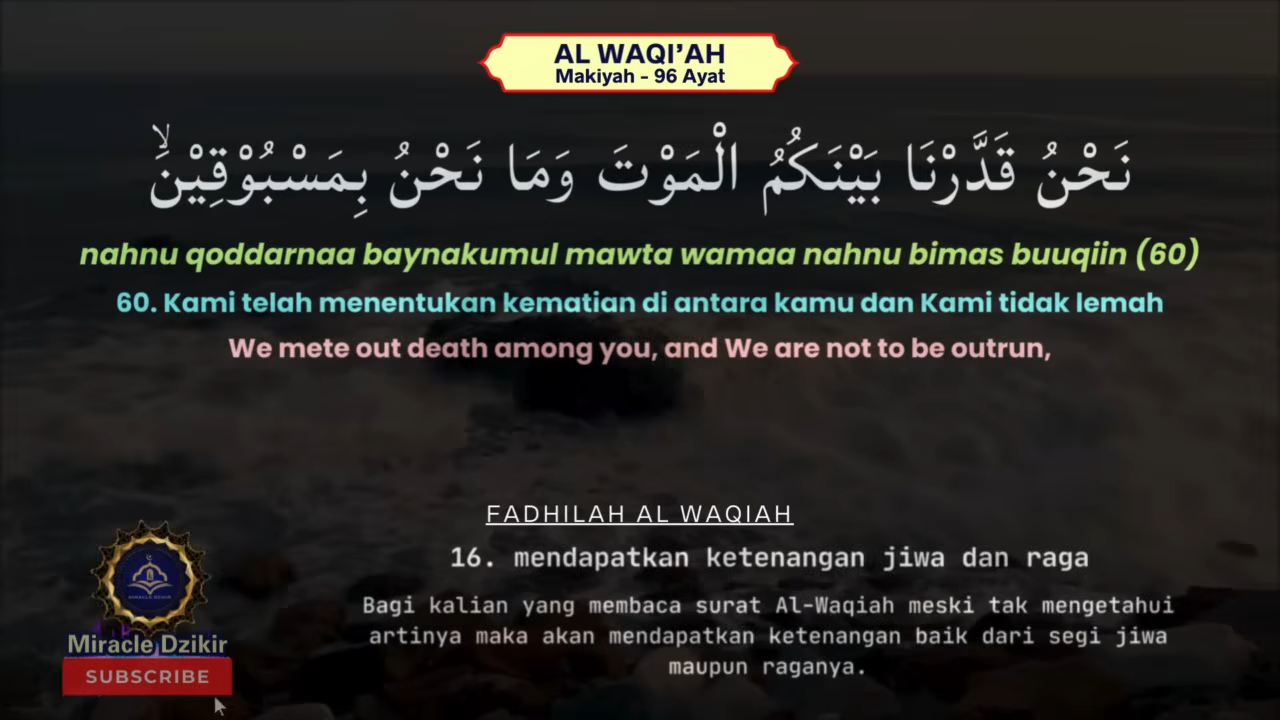 AL WAQI’AH
Makiyah - 96 Ayat
نَحْنُ قَدَّرْنَا بَيْنَكُمُ الْمَوْتَ وَمَا نَحْنُ بِمَسْبُوْقِيْنَۙ
nahnu qoddarnaa baynakumul mawta wamaa nahnu bimas buuqiin (60)
60. Kami telah menentukan kematian di antara kamu dan Kami tidak lemah
We mete out death among you, and We are not to be outrun,
FADHILAH AL WAQIAH
16. mendapatkan ketenangan jiwa dan raga
Bagi kalian yang membaca surat Al-Waqiah meski tak mengetahui
artinya maka akan mendapatkan ketenangan baik dari segi jiwa
maupun raganya.
MIRACLE DZIKIR
Miracle Dzikir
SUBSCRIBE